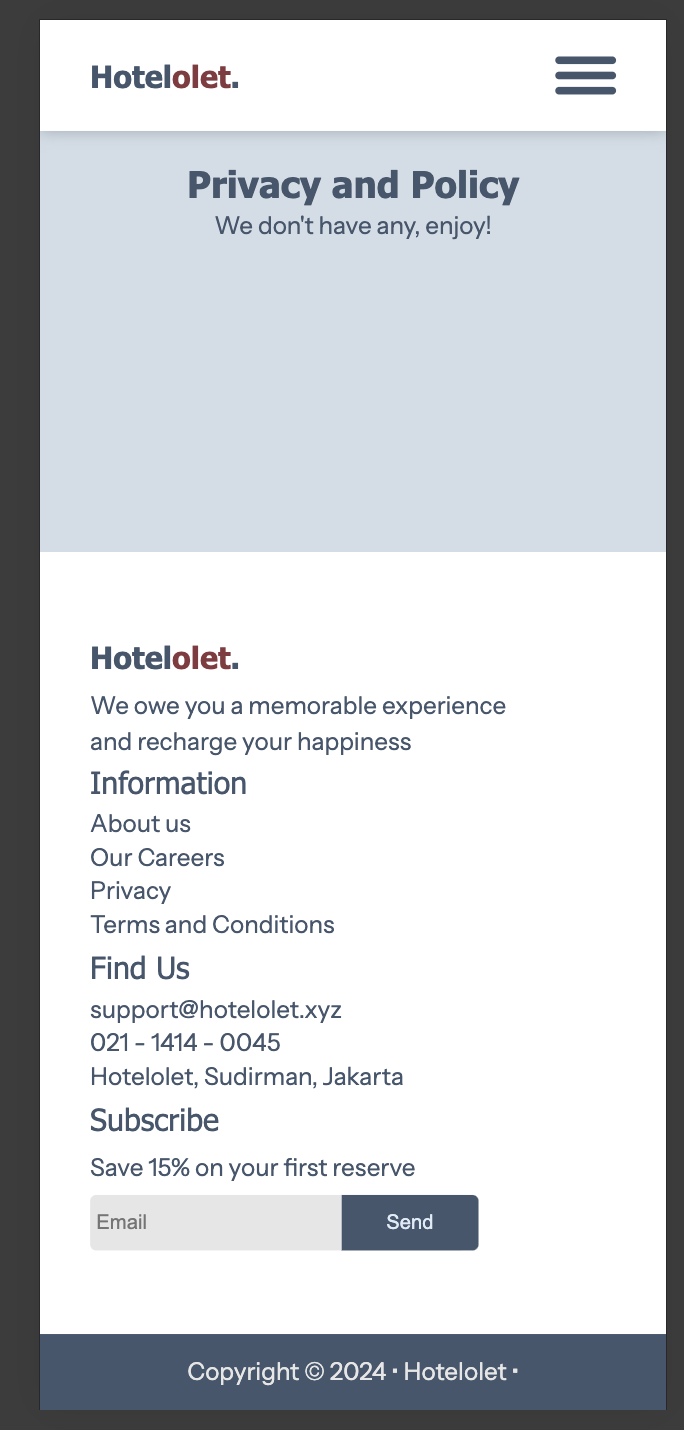 Hotelolet.
Privacy and Policy
We don't have any, enjoy!
Hotelolet.
We owe you a memorable experience
and recharge your happiness
Information
About us
Our Careers
Privacy
Terms and Conditions
Find Us
support@hotelolet.xyz
021 - 1414 - 0045
Hotelolet, Sudirman, Jakarta
Subscribe
Save 15% on your first reserve
Email Send
Copyright © 2024 • Hotelolet •